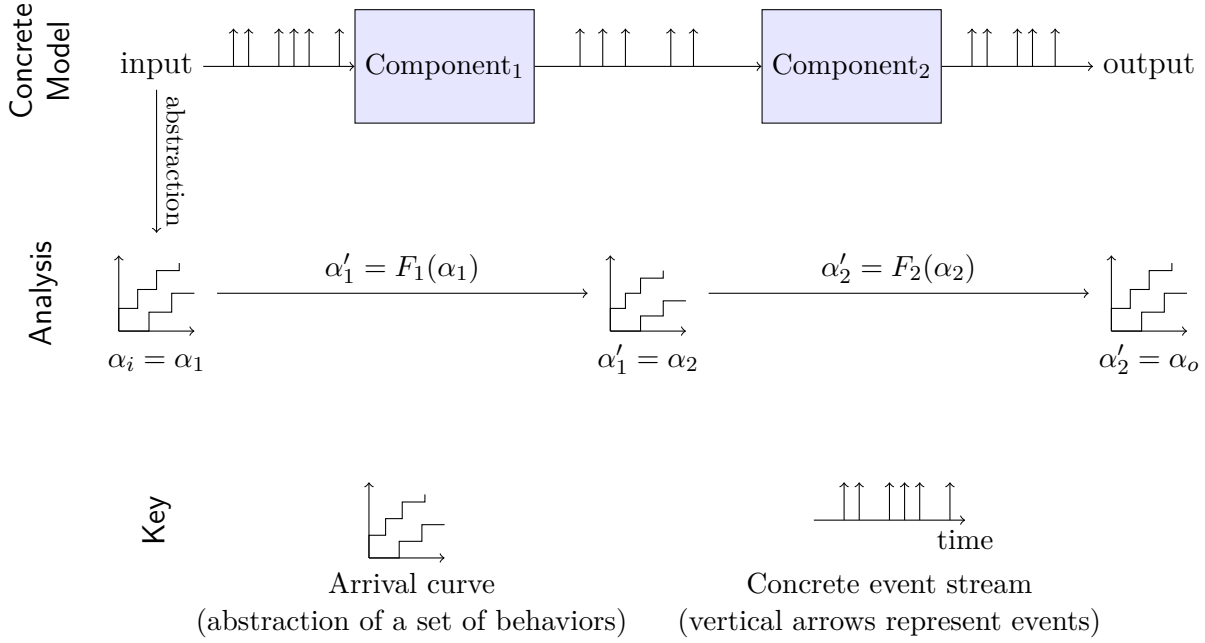 Concrete
Model
input
Component₁
Component₂
output
abstraction
Analysis
α′₁ = F₁(α₁)
α′₂ = F₂(α₂)
αᵢ = α₁
α′₁ = α₂
α′₂ = αₒ
Key
time
Arrival curve
(abstraction of a set of behaviors)
Concrete event stream
(vertical arrows represent events)